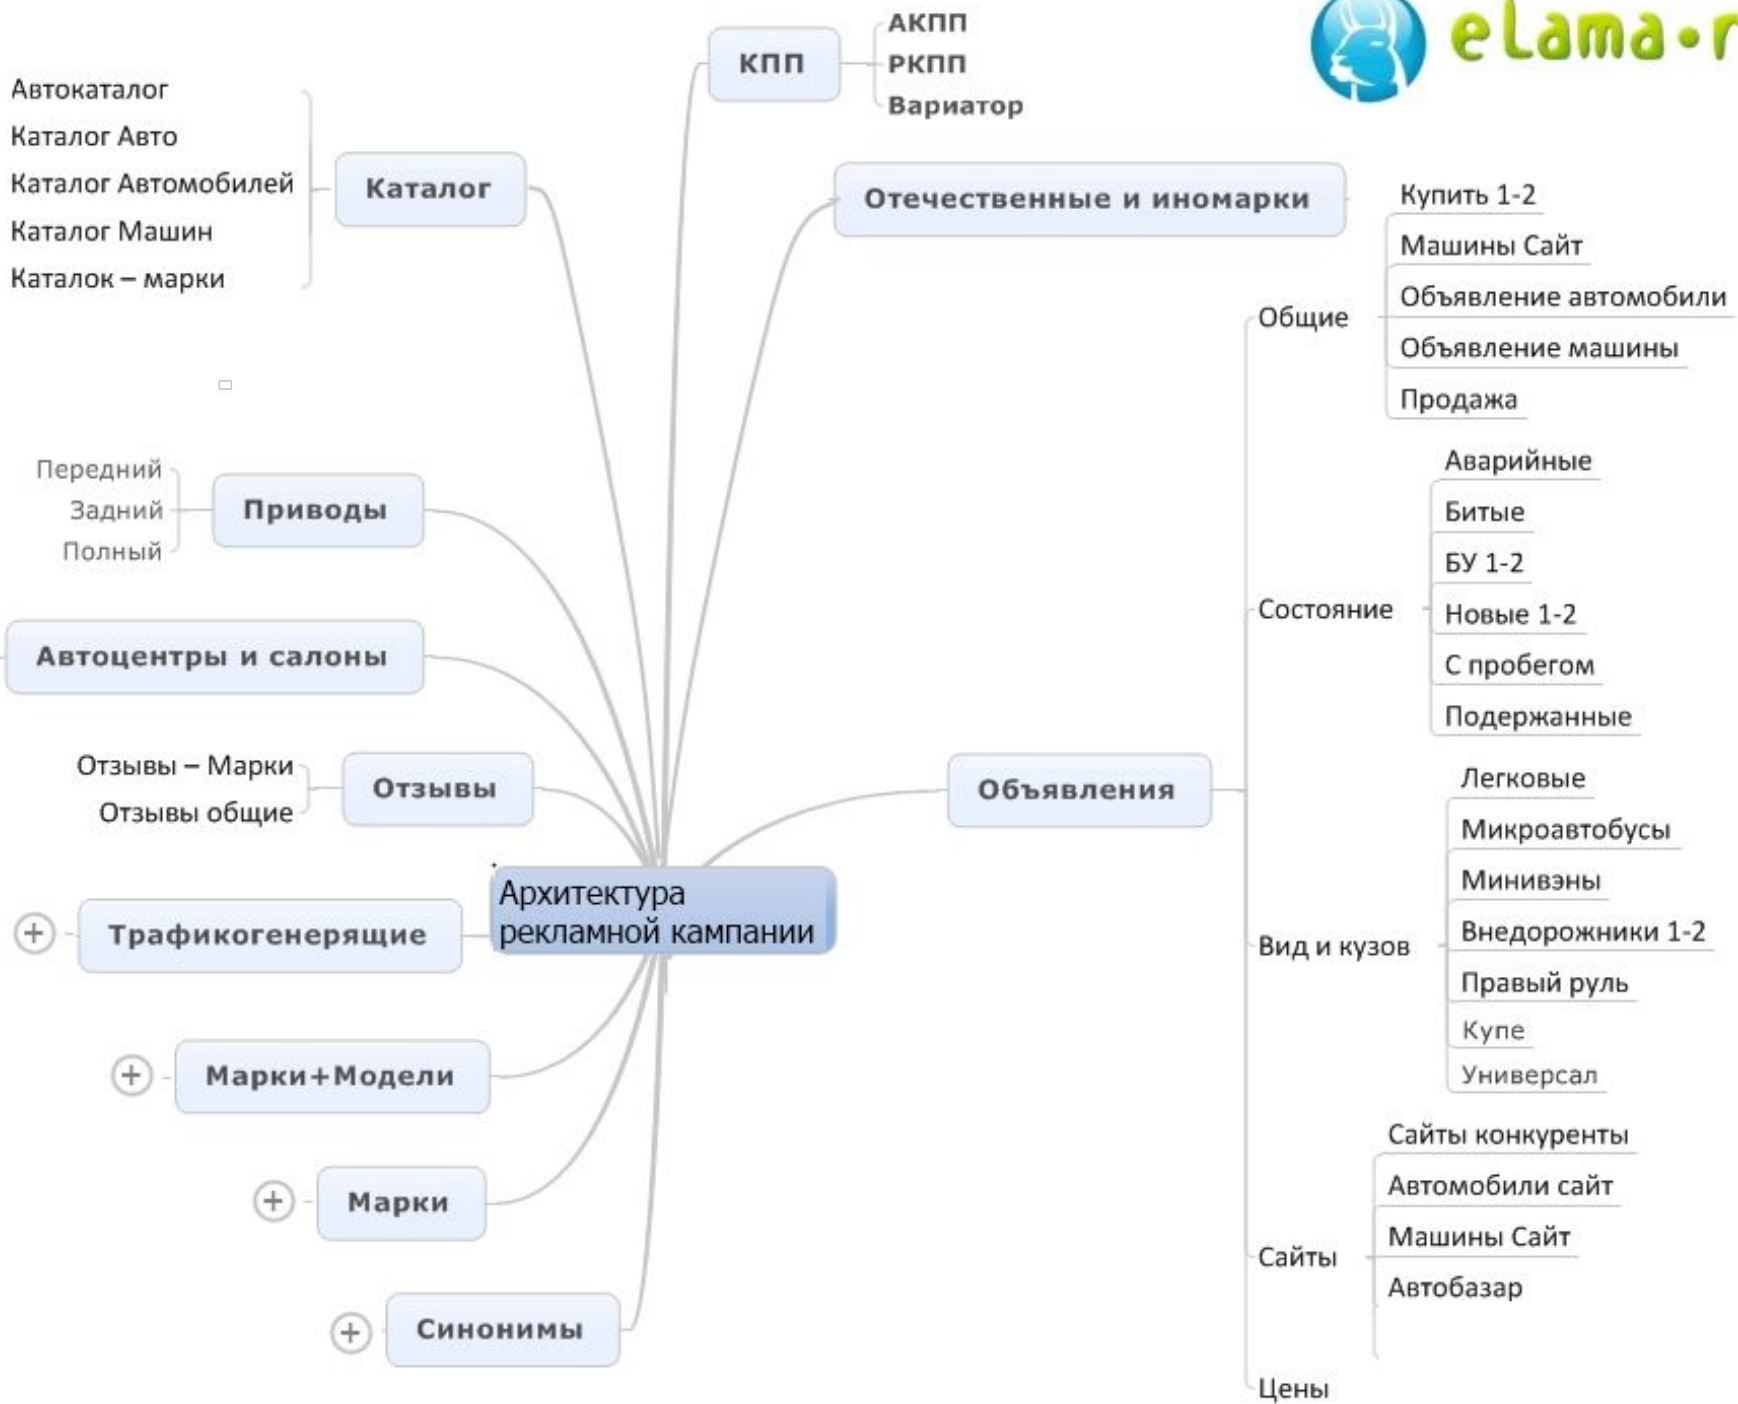 eLama
КПП
АКПП
РКПП
Вариатор
Автокаталог
Каталог Авто
Каталог Автомобилей
Каталог Машин
Каталок – марки
Каталог
Отечественные и иномарки
Приводы
Передний
Задний
Полный
Автоцентры и салоны
Отзывы – Марки
Отзывы общие
Отзывы
Трафикогенерящие
Архитектура
рекламной кампании
Марки+Модели
Марки
Синонимы
Объявления
Общие
Купить 1-2
Машины Сайт
Объявление автомобили
Объявление машины
Продажа
Состояние
Аварийные
Битые
БУ 1-2
Новые 1-2
С пробегом
Подержанные
Вид и кузов
Легковые
Микроавтобусы
Минивэны
Внедорожники 1-2
Правый руль
Купе
Универсал
Сайты
Сайты конкуренты
Автомобили сайт
Машины Сайт
Автобазар
Цены